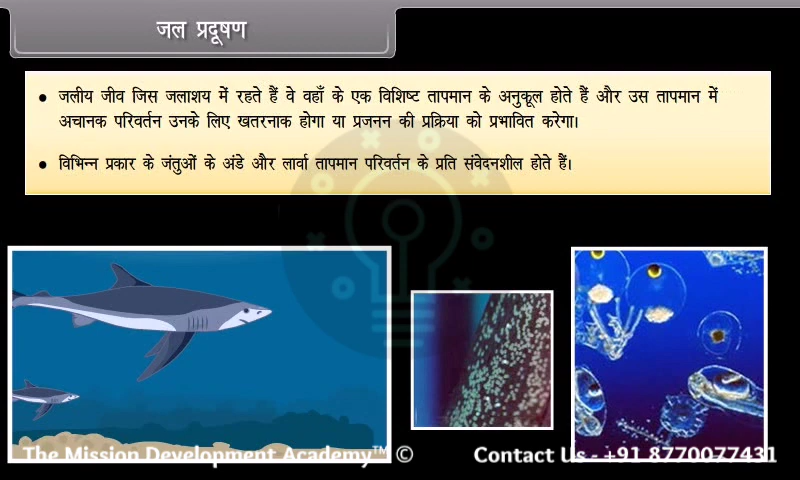 जल प्रदूषण
• जलीय जीव जिस जलाशय में रहते हैं वे वहाँ के एक विशिष्ट तापमान के अनुकूल होते हैं और उस तापमान में
अचानक परिवर्तन उनके लिए खतरनाक होगा या प्रजनन की प्रक्रिया को प्रभावित करेगा।
• विभिन्न प्रकार के जंतुओं के अंडे और लार्वा तापमान परिवर्तन के प्रति संवेदनशील होते हैं।
The Mission Development Academy™ © Contact Us - +91 8770077431